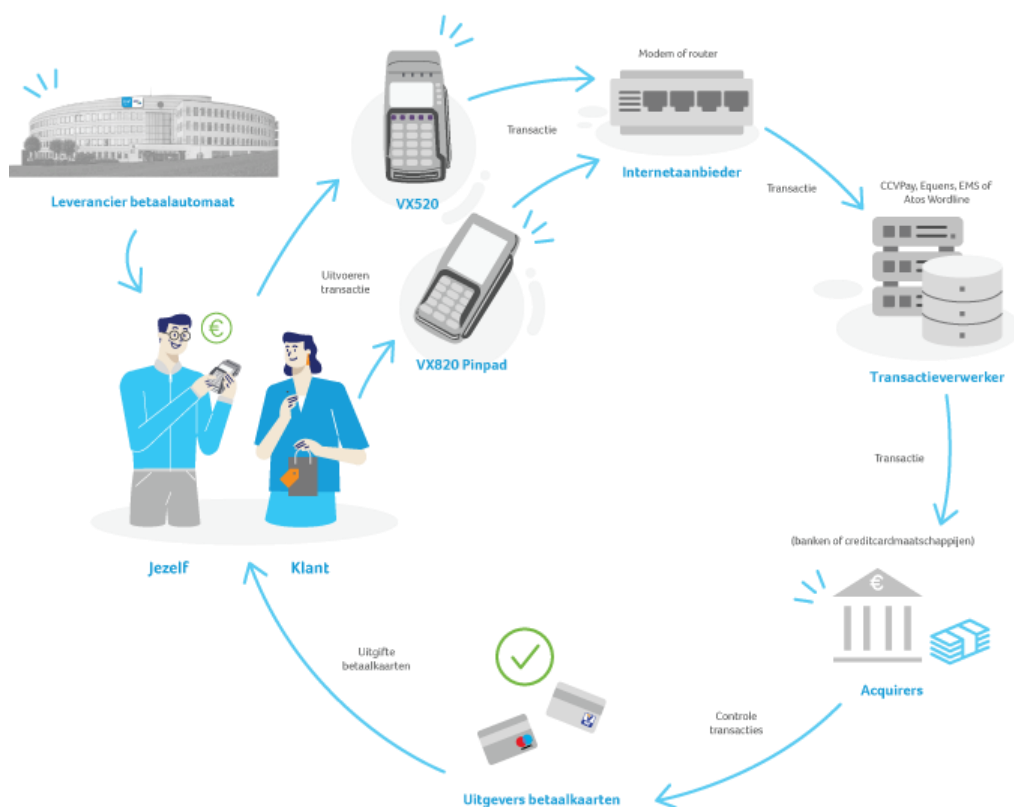 Modem of router
Leverancier betaalautomaat
VX520
Transactie
Internetaanbieder
Transactie
CCVPay, Equens, EMS of
Atos Wordline
Uitvoeren
transactie
VX820 Pinpad
Transactieverwerker
Transactie
(banken of creditcardmaatschappijen)
Jezelf
Klant
Uitgifte
betaalkaarten
Acquirers
Controle
transacties
Uitgevers betaalkaarten